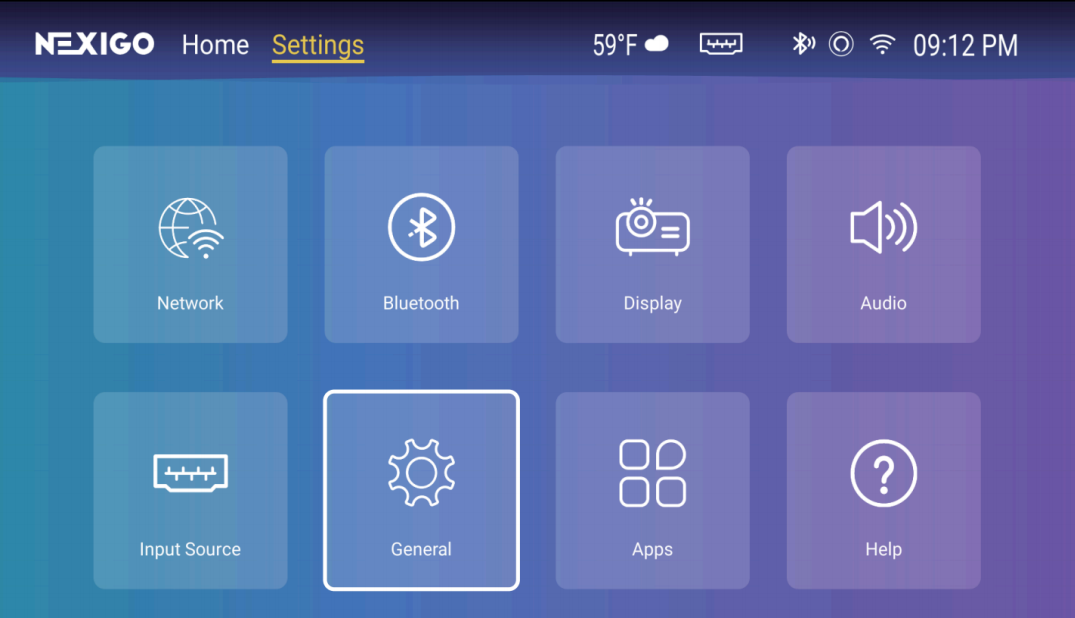 NEXIGO Home Settings 59°F 09:12 PM
Network Bluetooth Display Audio
Input Source General Apps Help